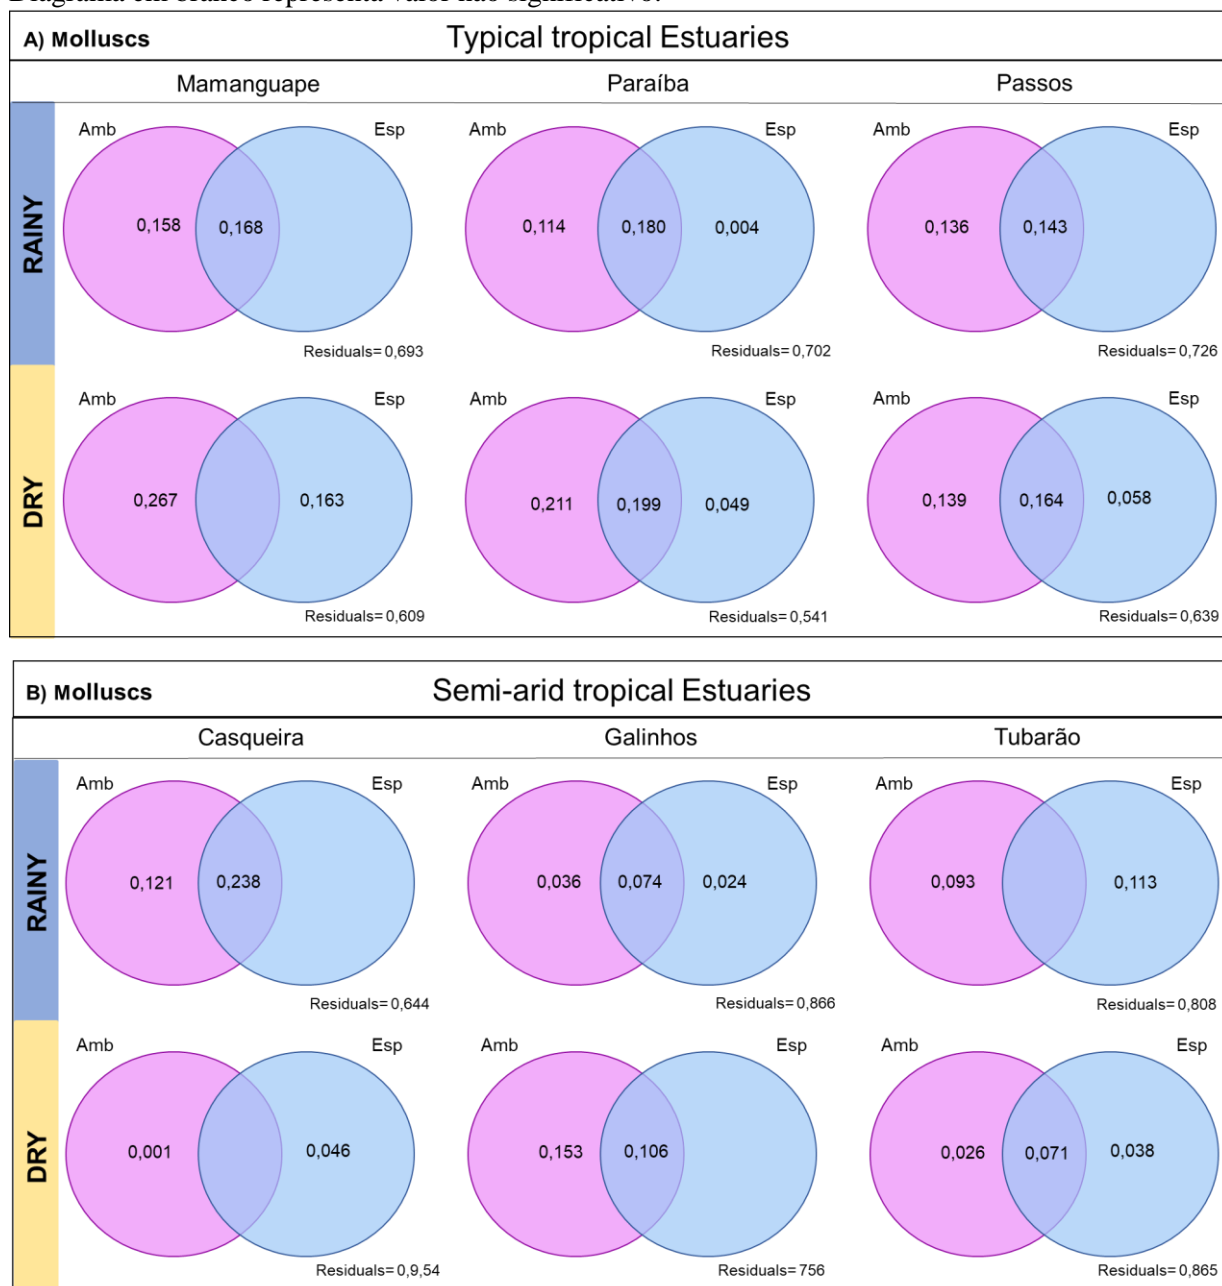 Diagrama em branco representa valor não significativo.
A) Molluscs Typical tropical Estuaries
Mamanguape Paraíba Passos
RAINY
Amb Esp Amb Esp Amb Esp
0,158 0,168 0,114 0,180 0,004 0,136 0,143
Residuals= 0,693 Residuals= 0,702 Residuals= 0,726
DRY
Amb Esp Amb Esp Amb Esp
0,267 0,163 0,211 0,199 0,049 0,139 0,164 0,058
Residuals= 0,609 Residuals= 0,541 Residuals= 0,639
B) Molluscs Semi-arid tropical Estuaries
Casqueira Galinhos Tubarão
RAINY
Amb Esp Amb Esp Amb Esp
0,121 0,238 0,036 0,074 0,024 0,093 0,113
Residuals= 0,644 Residuals= 0,866 Residuals= 0,808
DRY
Amb Esp Amb Esp Amb Esp
0,001 0,046 0,153 0,106 0,026 0,071 0,038
Residuals= 0,9,54 Residuals= 756 Residuals= 0,865